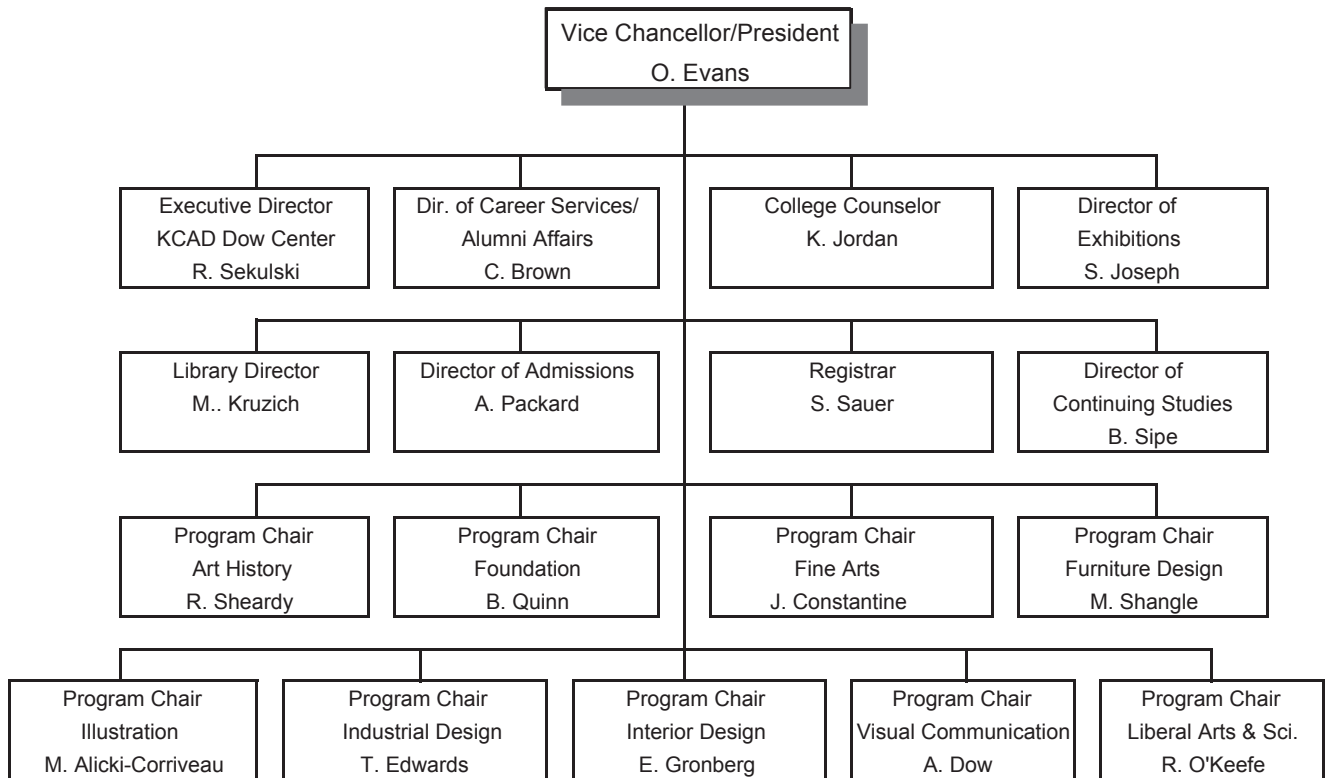 Vice Chancellor/President
O. Evans
Executive Director
KCAD Dow Center
R. Sekulski
Dir. of Career Services/
Alumni Affairs
C. Brown
College Counselor
K. Jordan
Director of
Exhibitions
S. Joseph
Library Director
M.. Kruzich
Director of Admissions
A. Packard
Registrar
S. Sauer
Director of
Continuing Studies
B. Sipe
Program Chair
Art History
R. Sheardy
Program Chair
Foundation
B. Quinn
Program Chair
Fine Arts
J. Constantine
Program Chair
Furniture Design
M. Shangle
Program Chair
Illustration
M. Alicki-Corriveau
Program Chair
Industrial Design
T. Edwards
Program Chair
Interior Design
E. Gronberg
Program Chair
Visual Communication
A. Dow
Program Chair
Liberal Arts & Sci.
R. O'Keefe